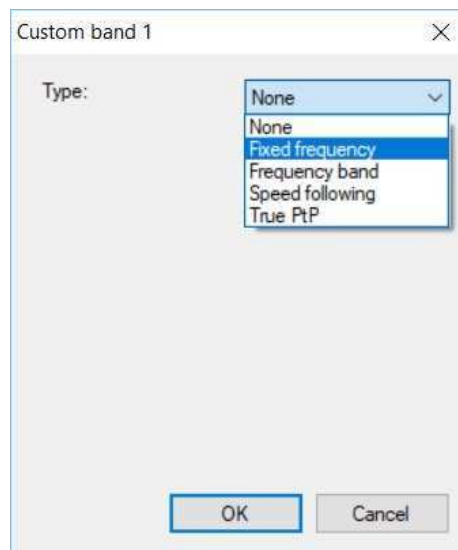 Custom band 1
Type:
None
None
Fixed frequency
Frequency band
Speed following
True PtP
OK
Cancel